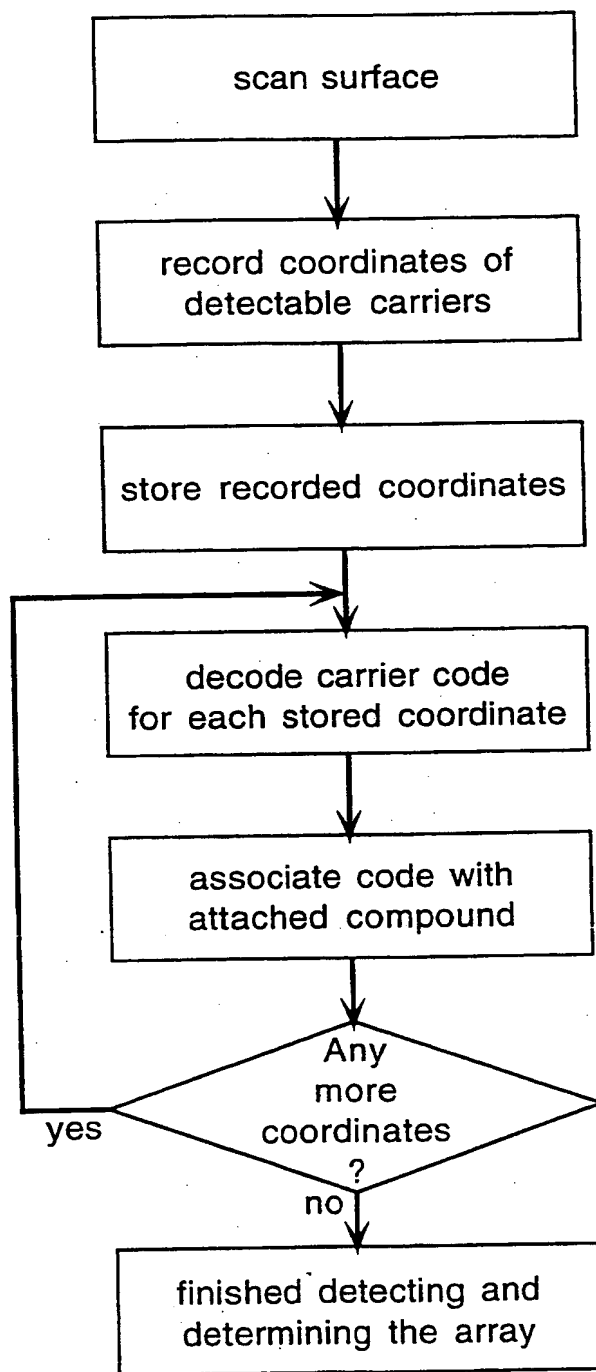 scan surface
record coordinates of
detectable carriers
store recorded coordinates
decode carrier code
for each stored coordinate
associate code with
attached compound
Any
more
coordinates
?
yes
no
finished detecting and
determining the array